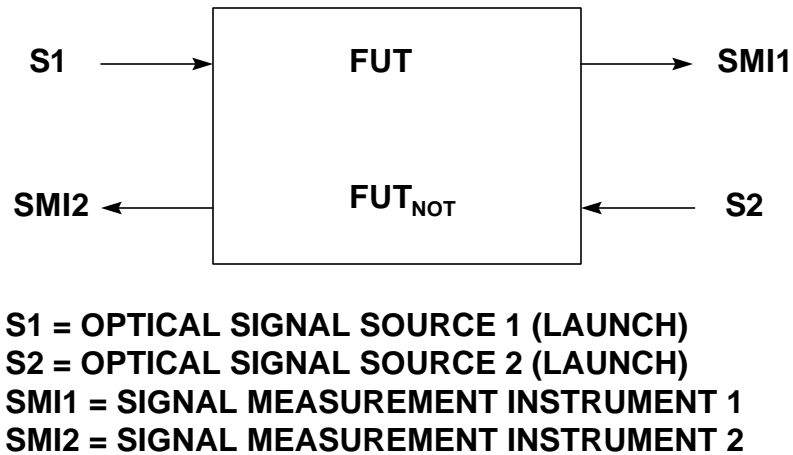 S1 FUT SMI1
SMI2 FUTNOT S2
S1 = OPTICAL SIGNAL SOURCE 1 (LAUNCH)
S2 = OPTICAL SIGNAL SOURCE 2 (LAUNCH)
SMI1 = SIGNAL MEASUREMENT INSTRUMENT 1
SMI2 = SIGNAL MEASUREMENT INSTRUMENT 2